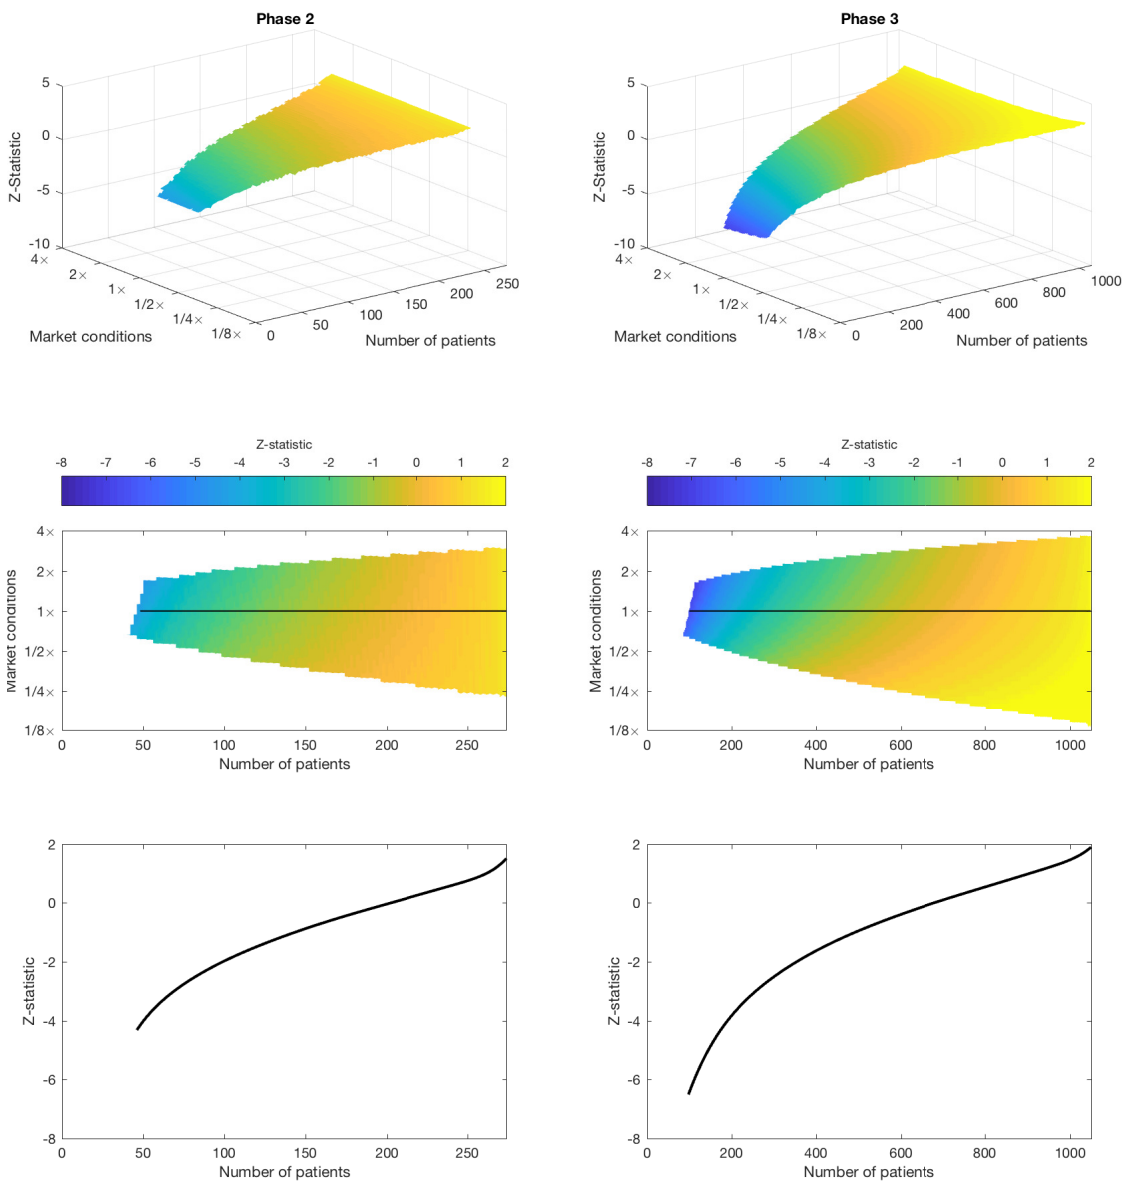 Phase 2
Phase 3
5
0
-5
-10
Z-Statistic
4×
2×
1×
1/2×
1/4×
1/8×
Market conditions
0
50
100
150
200
250
Number of patients
5
0
-5
-10
Z-Statistic
4×
2×
1×
1/2×
1/4×
1/8×
Market conditions
0
200
400
600
800
1000
Number of patients
Z-statistic
-8 -7 -6 -5 -4 -3 -2 -1 0 1 2
4×
2×
1×
1/2×
1/4×
1/8×
Market conditions
0 50 100 150 200 250
Number of patients
Z-statistic
-8 -7 -6 -5 -4 -3 -2 -1 0 1 2
4×
2×
1×
1/2×
1/4×
1/8×
Market conditions
0 200 400 600 800 1000
Number of patients
2
0
-2
-4
-6
-8
Z-statistic
0 50 100 150 200 250
Number of patients
2
0
-2
-4
-6
-8
Z-statistic
0 200 400 600 800 1000
Number of patients